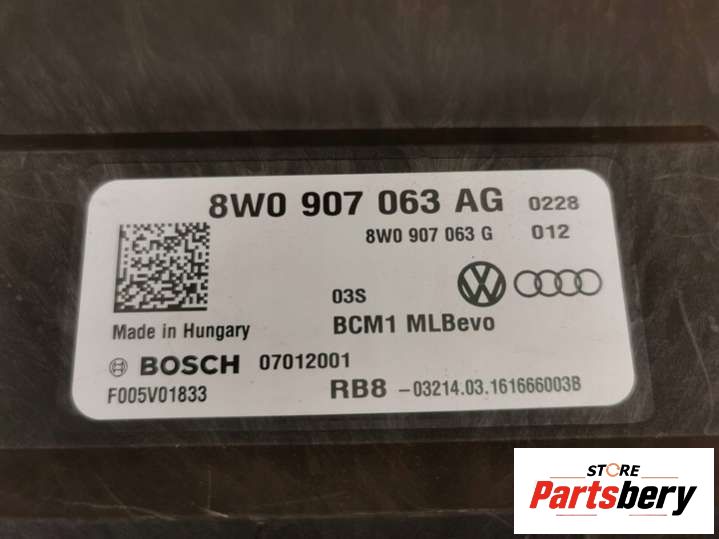 8W0 907 063 AG 0228
8W0 907 063 G 012
03S
Made in Hungary BCM1 MLBevo
BOSCH 07012001
F005V01833 RB8 -03214.03.161666003B
STORE
Partsbery